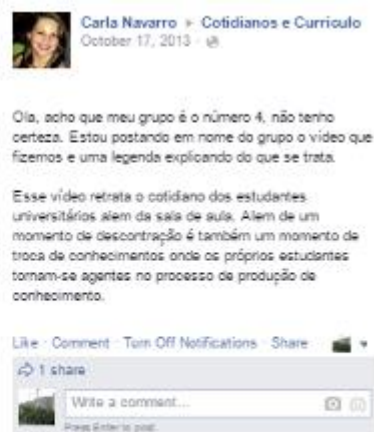 Carla Navarro ▸ Cotidianos e Currículo
October 17, 2013
Ola, acho que meu grupo é o número 4, não tenho
certeza. Estou postando em nome do grupo o video que
fizemos e uma legenda explicando do que se trata.
Esse vídeo retrata o cotidiano dos estudantes
universitários alem da sala de aula. Alem de um
momento de descontração é também um momento de
troca de conhecimentos onde os próprios estudantes
tornam-se agentes no processo de produção de
conhecimento.
Like · Comment · Turn Off Notifications · Share
1 share
Write a comment...
Press Enter to post.